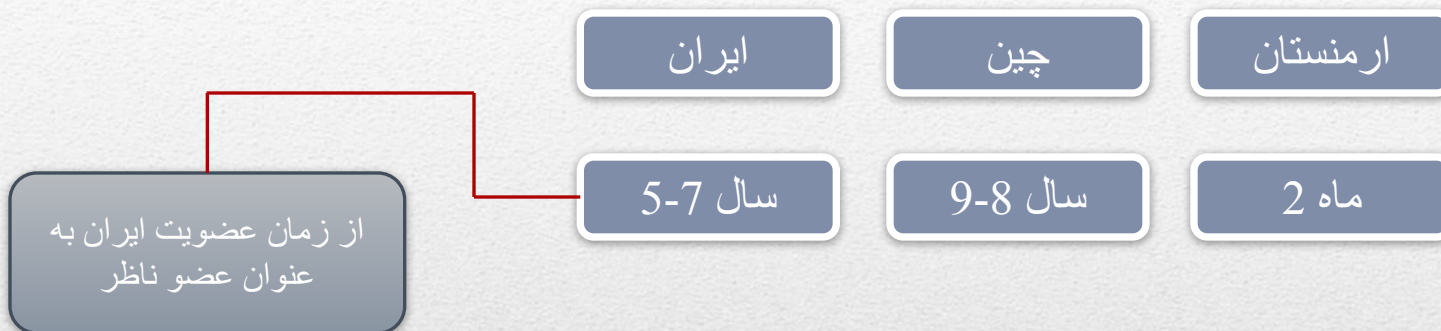 ارمنستان
چین
ایران
2 ماه
9-8 سال
5-7 سال
از زمان عضویت ایران به
عنوان عضو ناظر